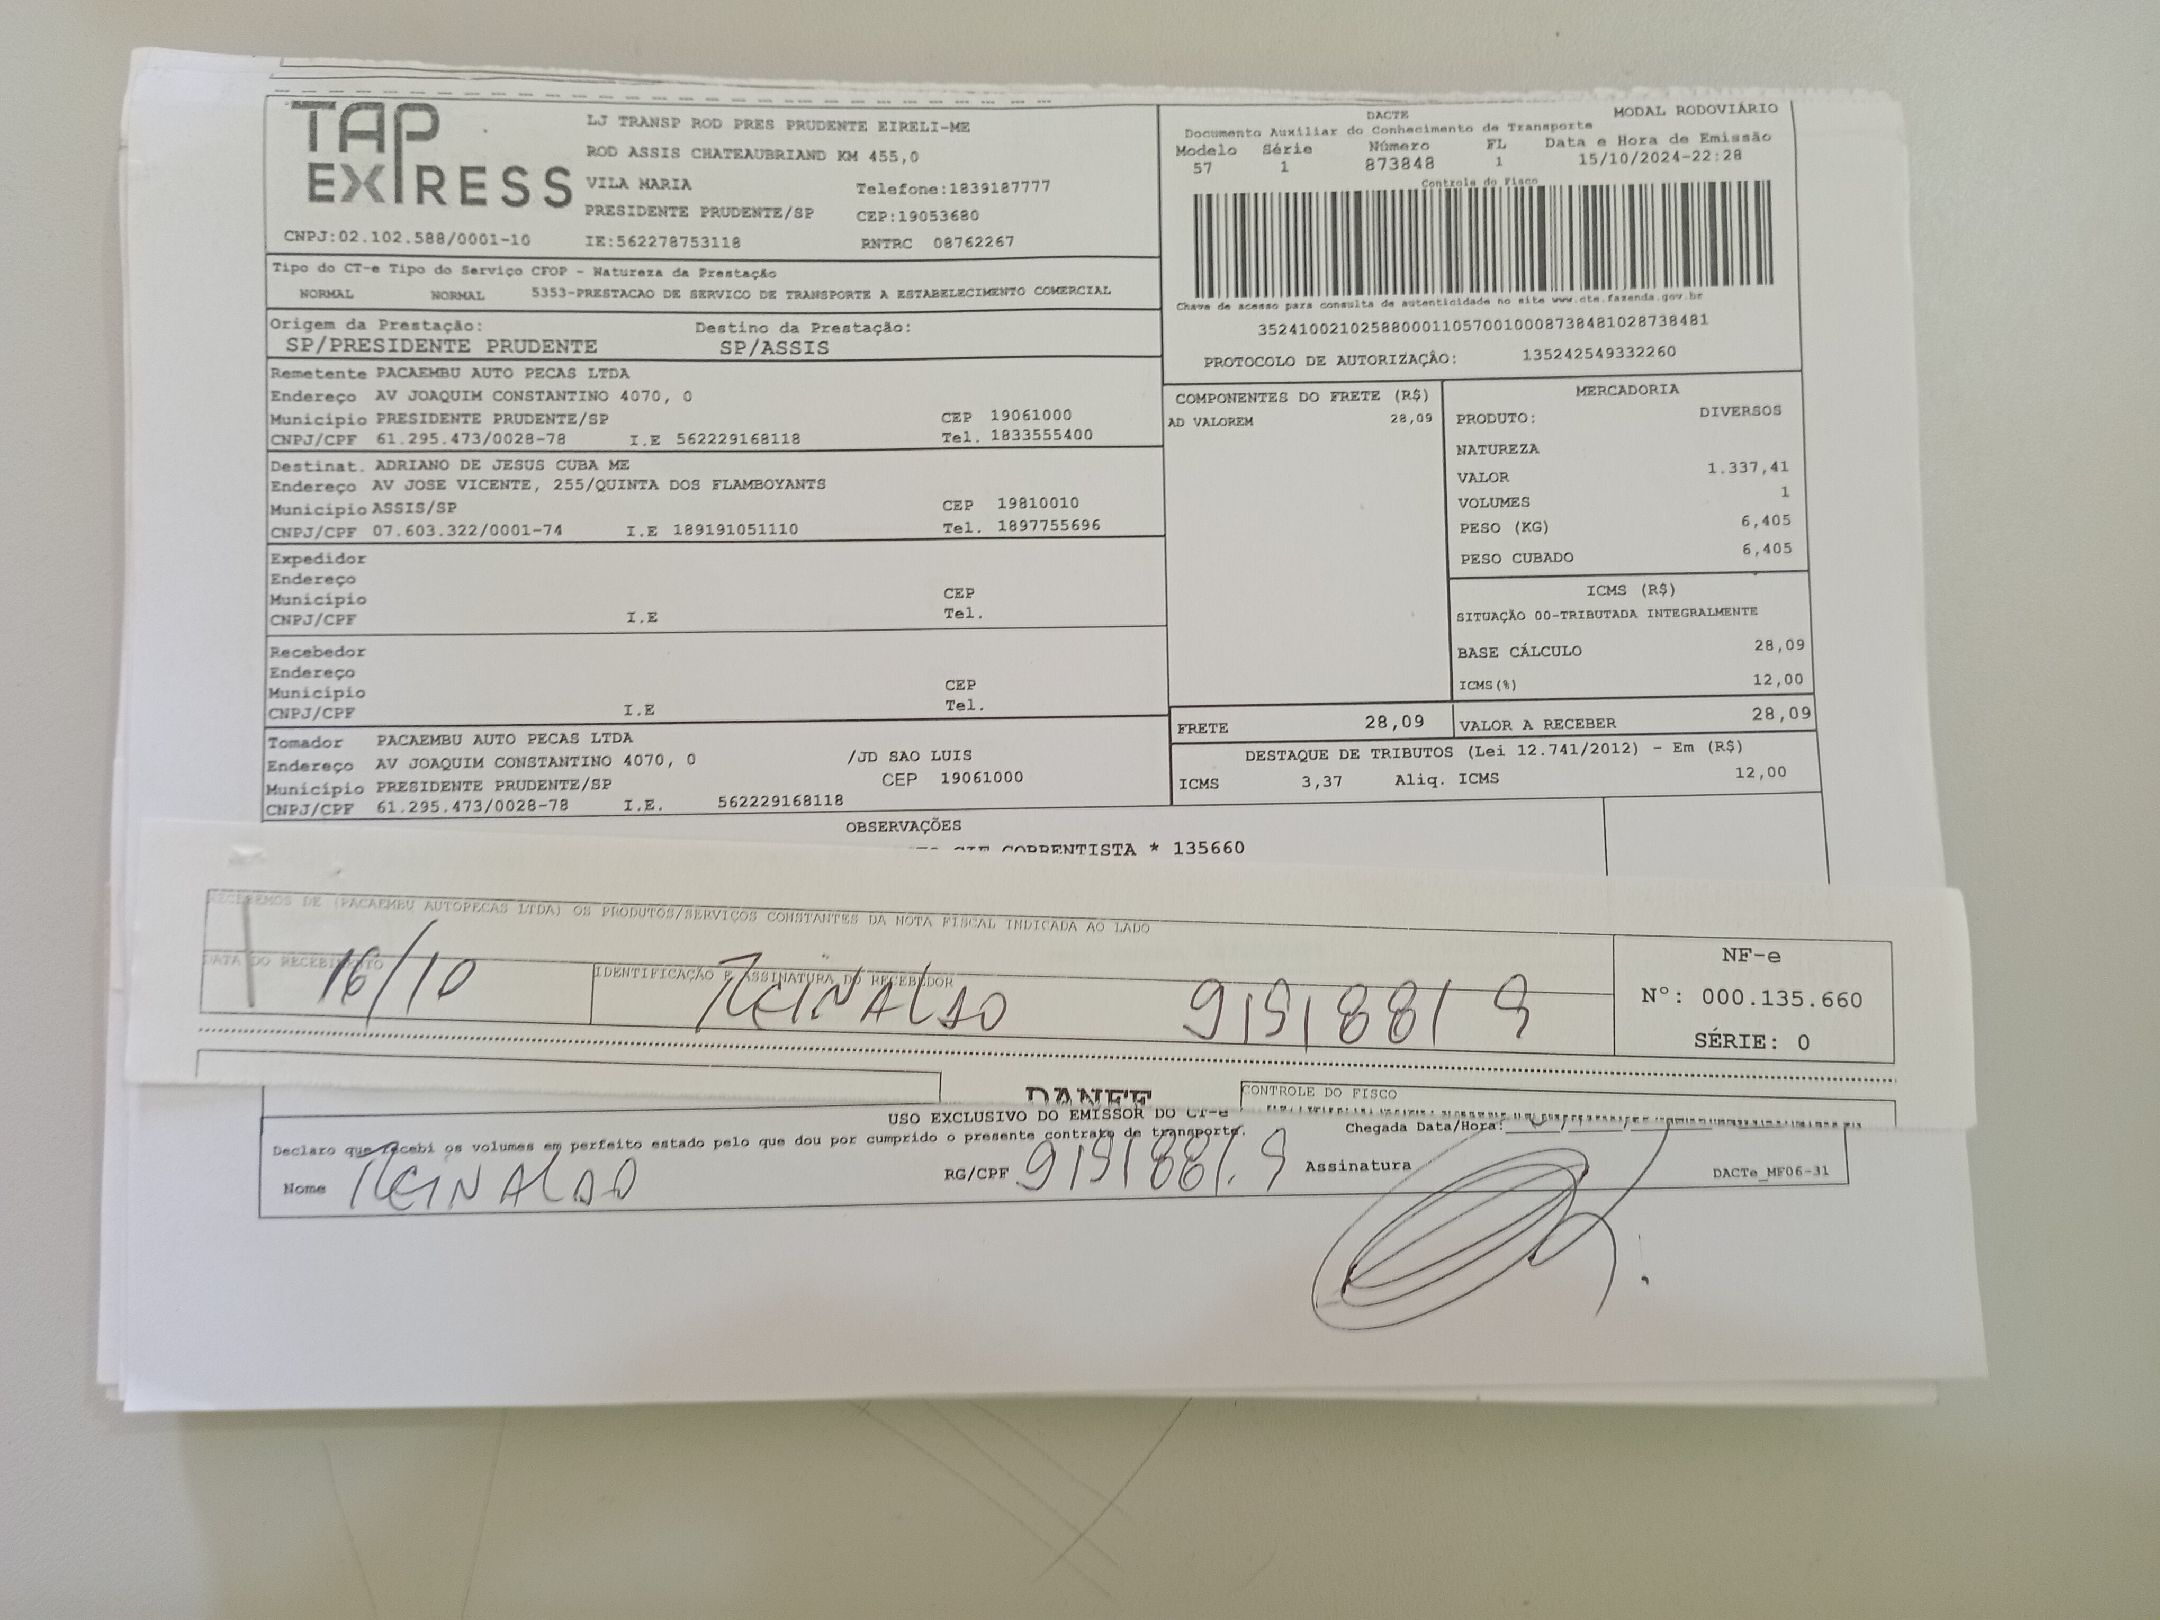 TAP EXPRESS
LJ TRANSP ROD PRES PRUDENTE EIRELI-ME
ROD ASSIS CHATEAUBRIAND KM 455,0
VILA MARIA Telefone:1839187777
PRESIDENTE PRUDENTE/SP CEP:19053680
CNPJ:02.102.588/0001-10 IE:562278753118 RNTRC 08762267
DACTE MODAL RODOVIÁRIO
Documento Auxiliar do Conhecimento de Transporte
Modelo Série Número FL Data e Hora de Emissão
57 1 873848 1 15/10/2024-22:28
Controle do Fisco
Chave de acesso para consulta de autenticidade no site www.cte.fazenda.gov.br
35241002102588000110570010008738481028738481
PROTOCOLO DE AUTORIZAÇÂO: 135242549332260
Tipo do CT-e Tipo do Serviço CFOP - Natureza da Prestação
NORMAL NORMAL 5353-PRESTACAO DE SERVICO DE TRANSPORTE A ESTABELECIMENTO COMERCIAL
Origem da Prestação: Destino da Prestação:
SP/PRESIDENTE PRUDENTE SP/ASSIS
Remetente PACAEMBU AUTO PECAS LTDA
Endereço AV JOAQUIM CONSTANTINO 4070, 0
Município PRESIDENTE PRUDENTE/SP CEP 19061000
CNPJ/CPF 61.295.473/0028-78 I.E 562229168118 Tel. 1833555400
Destinat. ADRIANO DE JESUS CUBA ME
Endereço AV JOSE VICENTE, 255/QUINTA DOS FLAMBOYANTS
Município ASSIS/SP CEP 19810010
CNPJ/CPF 07.603.322/0001-74 I.E 189191051110 Tel. 1897755696
Expedidor
Endereço
Município CEP
CNPJ/CPF I.E Tel.
Recebedor
Endereço
Município CEP
CNPJ/CPF I.E Tel.
Tomador PACAEMBU AUTO PECAS LTDA
Endereço AV JOAQUIM CONSTANTINO 4070, 0 /JD SAO LUIS
Município PRESIDENTE PRUDENTE/SP CEP 19061000
CNPJ/CPF 61.295.473/0028-78 I.E. 562229168118
COMPONENTES DO FRETE (R$)
AD VALOREM 28,09
MERCADORIA
PRODUTO: DIVERSOS
NATUREZA
VALOR 1.337,41
VOLUMES 1
PESO (KG) 6,405
PESO CUBADO 6,405
ICMS (R$)
SITUAÇÃO 00-TRIBUTADA INTEGRALMENTE
BASE CÁLCULO 28,09
ICMS(%) 12,00
FRETE 28,09 VALOR A RECEBER 28,09
DESTAQUE DE TRIBUTOS (Lei 12.741/2012) - Em (R$)
ICMS 3,37 Aliq. ICMS 12,00
OBSERVAÇÕES
CORRENTISTA * 135660
RECEBEMOS DE (PACAEMBU AUTOPECAS LTDA) OS PRODUTOS/SERVIÇOS CONSTANTES DA NOTA FISCAL INDICADA AO LADO
DATA DO RECEBIMENTO IDENTIFICAÇÃO E ASSINATURA DO RECEBEDOR
16/10 REINALDO 9191881 9
NF-e
Nº: 000.135.660
SÉRIE: 0
DANFE CONTROLE DO FISCO
USO EXCLUSIVO DO EMISSOR DO CT-e
Declaro que recebi os volumes em perfeito estado pelo que dou por cumprido o presente contrato de transporte. Chegada Data/Hora:
Nome REINALDO RG/CPF 9191881.9 Assinatura DACTe_MF06-31